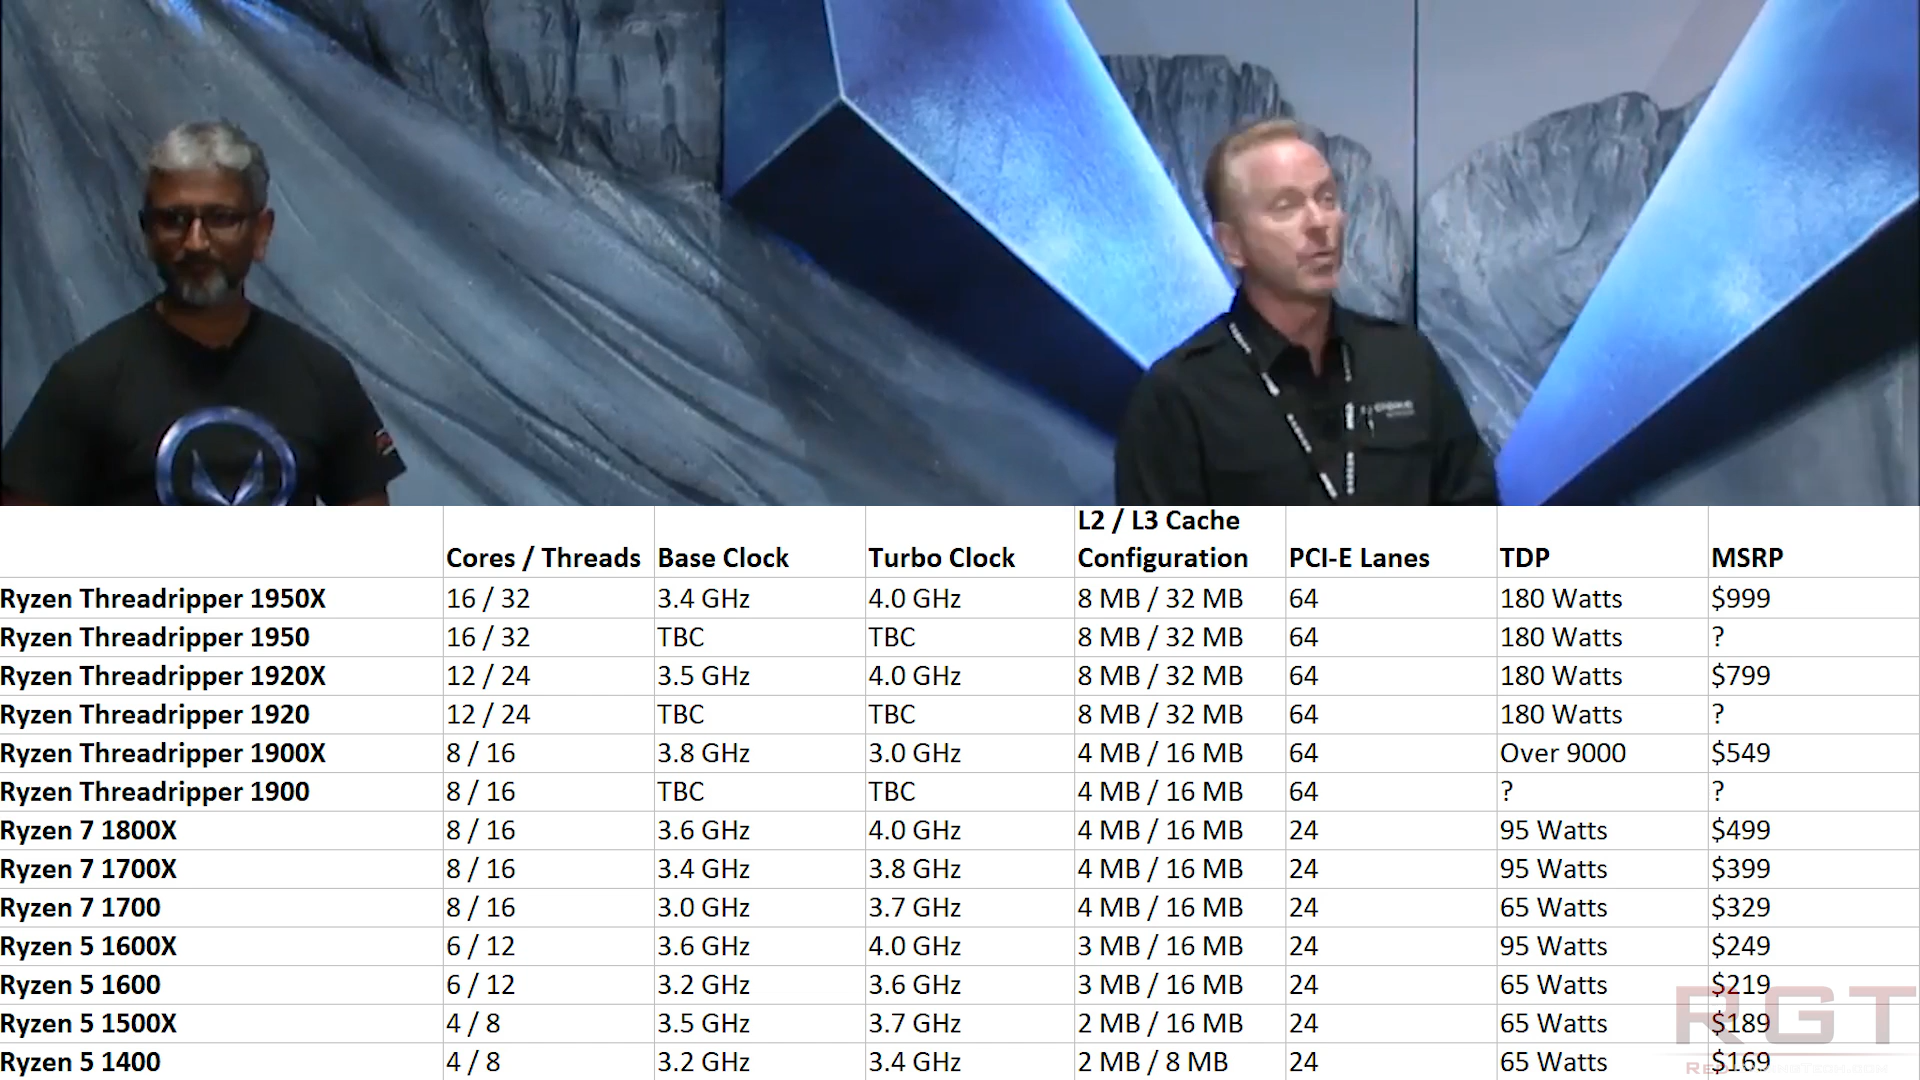 L2 / L3 Cache
Cores / Threads Base Clock Turbo Clock Configuration PCI-E Lanes TDP MSRP
Ryzen Threadripper 1950X 16 / 32 3.4 GHz 4.0 GHz 8 MB / 32 MB 64 180 Watts $999
Ryzen Threadripper 1950 16 / 32 TBC TBC 8 MB / 32 MB 64 180 Watts ?
Ryzen Threadripper 1920X 12 / 24 3.5 GHz 4.0 GHz 8 MB / 32 MB 64 180 Watts $799
Ryzen Threadripper 1920 12 / 24 TBC TBC 8 MB / 32 MB 64 180 Watts ?
Ryzen Threadripper 1900X 8 / 16 3.8 GHz 3.0 GHz 4 MB / 16 MB 64 Over 9000 $549
Ryzen Threadripper 1900 8 / 16 TBC TBC 4 MB / 16 MB 64 ? ?
Ryzen 7 1800X 8 / 16 3.6 GHz 4.0 GHz 4 MB / 16 MB 24 95 Watts $499
Ryzen 7 1700X 8 / 16 3.4 GHz 3.8 GHz 4 MB / 16 MB 24 95 Watts $399
Ryzen 7 1700 8 / 16 3.0 GHz 3.7 GHz 4 MB / 16 MB 24 65 Watts $329
Ryzen 5 1600X 6 / 12 3.6 GHz 4.0 GHz 3 MB / 16 MB 24 95 Watts $249
Ryzen 5 1600 6 / 12 3.2 GHz 3.6 GHz 3 MB / 16 MB 24 65 Watts $219
Ryzen 5 1500X 4 / 8 3.5 GHz 3.7 GHz 2 MB / 16 MB 24 65 Watts $189
Ryzen 5 1400 4 / 8 3.2 GHz 3.4 GHz 2 MB / 8 MB 24 65 Watts $169
RGT